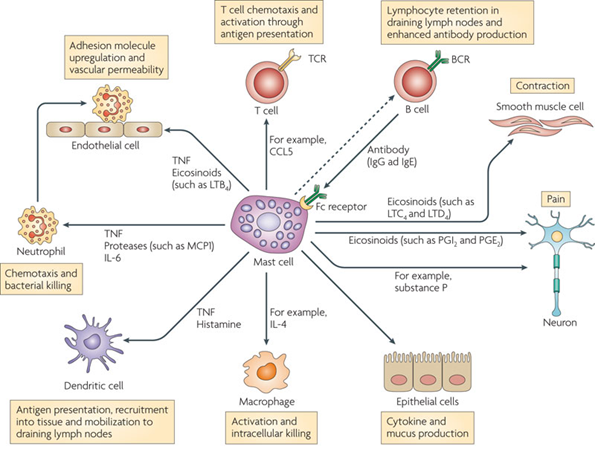 T cell chemotaxis and
activation through
antigen presentation
TCR
T cell
Lymphocyte retention in
draining lymph nodes and
enhanced antibody production
BCR
B cell
Adhesion molecule
upregulation and
vascular permeability
Endothelial cell
Contraction
Smooth muscle cell
For example,
CCL5
Antibody
(IgG ad IgE)
TNF
Eicosinoids
(such as LTB4)
Fc receptor
Eicosinoids (such as
LTC4 and LTD4)
Pain
Neutrophil
TNF
Proteases (such as MCPI)
IL-6
Mast cell
Eicosinoids (such as PGI2 and PGE2)
Chemotaxis and
bacterial killing
For example,
substance P
Neuron
TNF
Histamine
For example,
IL-4
Dendritic cell
Macrophage
Epithelial cells
Antigen presentation, recruitment
into tissue and mobilization to
draining lymph nodes
Activation and
intracellular killing
Cytokine and
mucus production